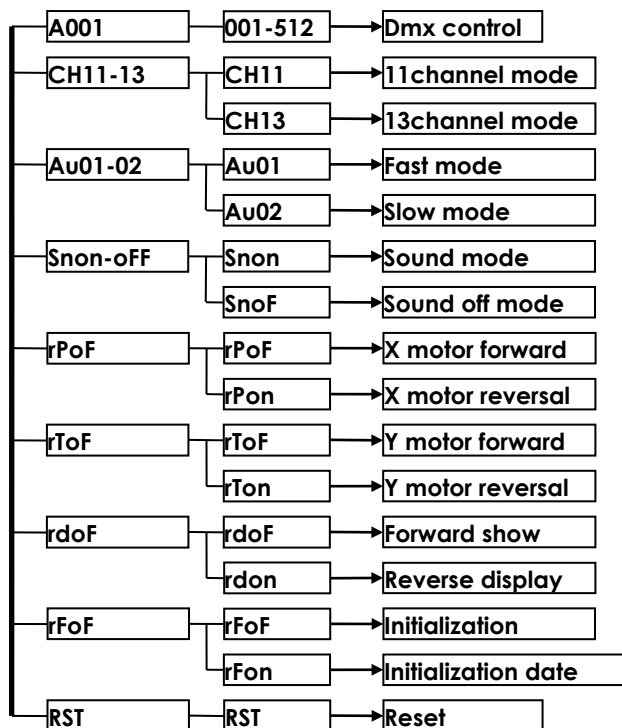 A001 001-512 Dmx control
CH11-13 CH11 11channel mode
CH13 13channel mode
Au01-02 Au01 Fast mode
Au02 Slow mode
Snon-oFF Snon Sound mode
SnoF Sound off mode
rPoF rPoF X motor forward
rPon X motor reversal
rToF rToF Y motor forward
rTon Y motor reversal
rdoF rdoF Forward show
rdon Reverse display
rFoF rFoF Initialization
rFon Initialization date
RST RST Reset